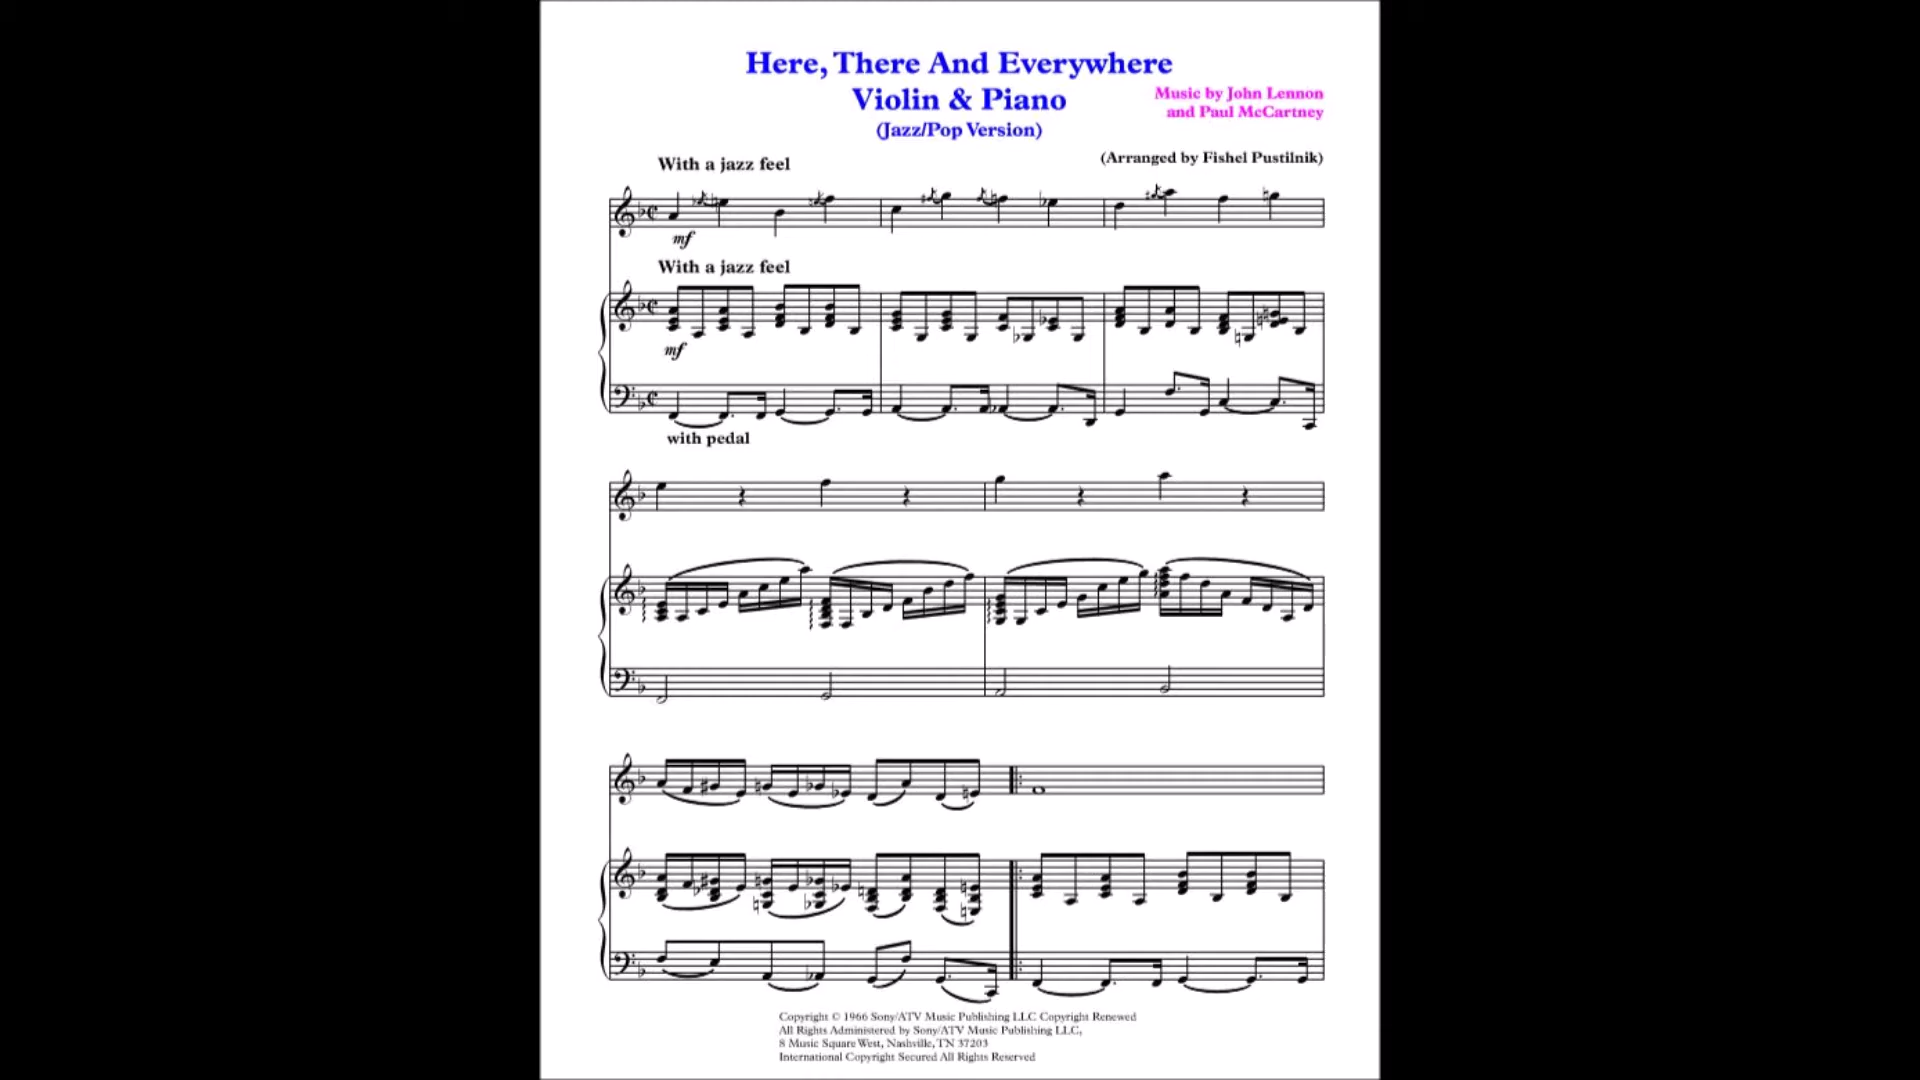 Here, There And Everywhere
Violin & Piano
(Jazz/Pop Version)
Music by John Lennon
and Paul McCartney
(Arranged by Fishel Pustilnik)
With a jazz feel
mf
With a jazz feel
mf
with pedal
Copyright © 1966 Sony/ATV Music Publishing LLC Copyright Renewed
All Rights Administered by Sony/ATV Music Publishing LLC,
8 Music Square West, Nashville, TN 37203
International Copyright Secured All Rights Reserved